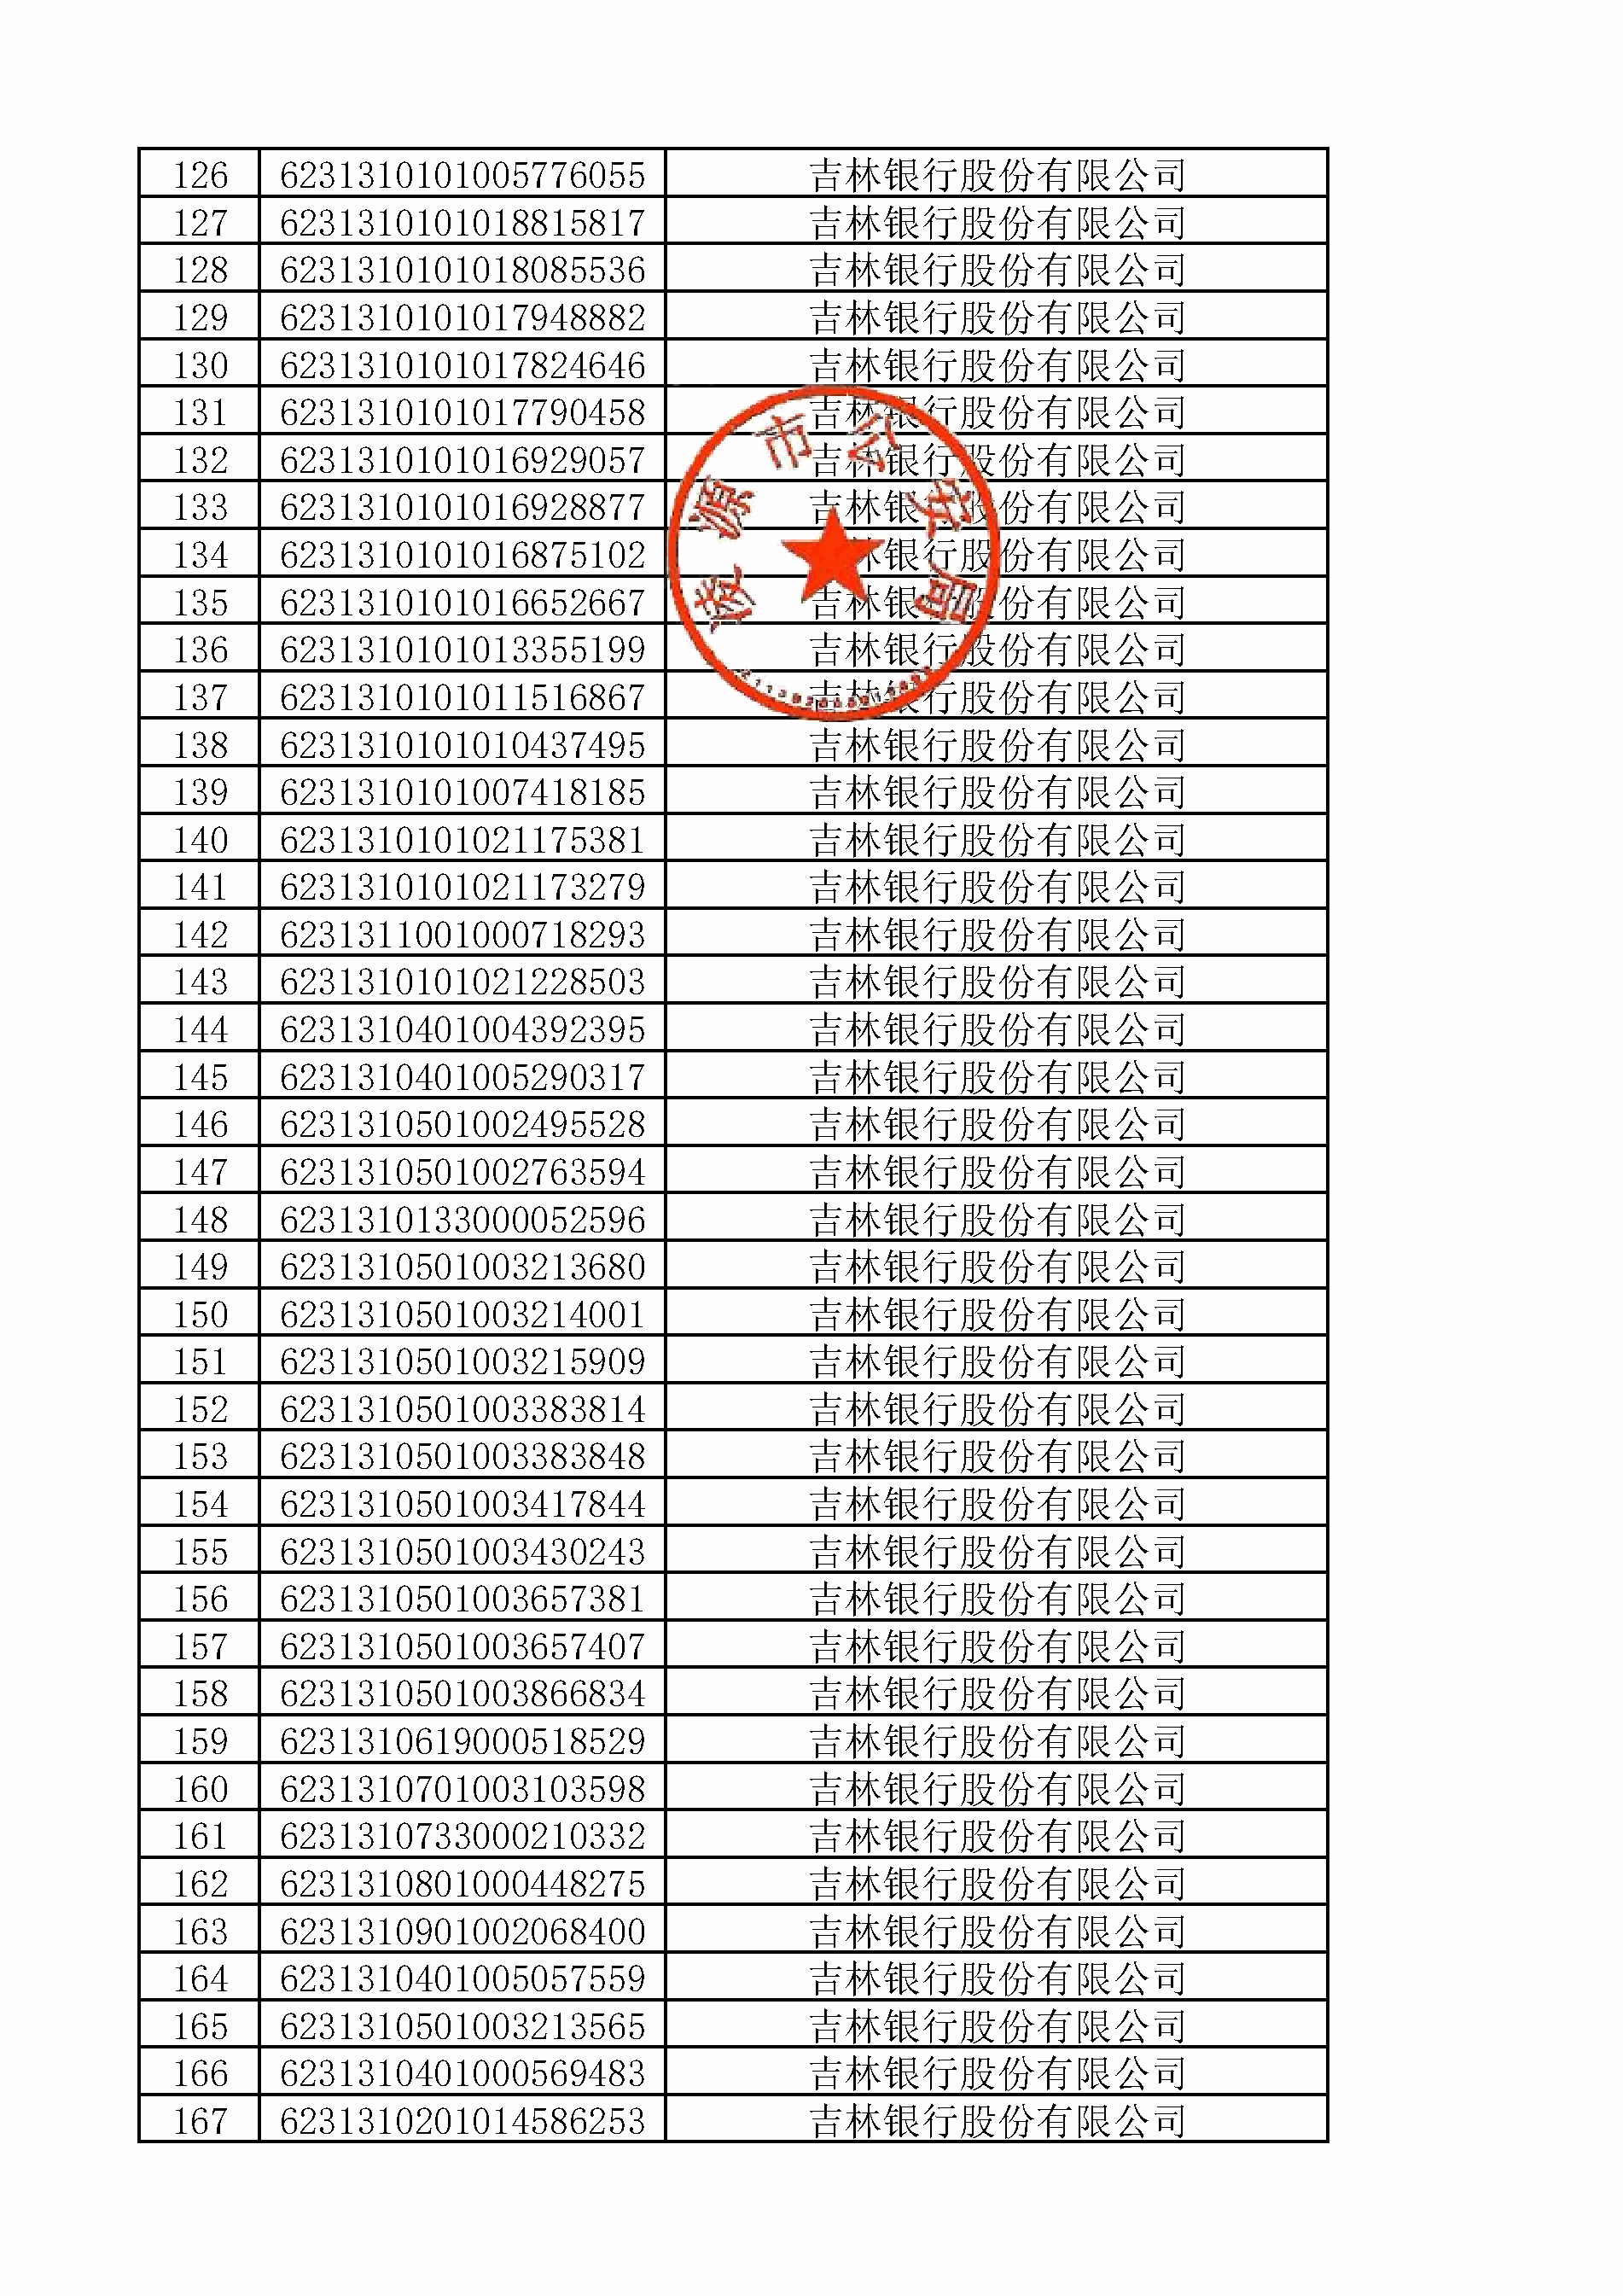 126 6231310101005776055 吉林银行股份有限公司
127 6231310101018815817 吉林银行股份有限公司
128 6231310101018085536 吉林银行股份有限公司
129 6231310101017948882 吉林银行股份有限公司
130 6231310101017824646 吉林银行股份有限公司
131 6231310101017790458 吉林银行股份有限公司
132 6231310101016929057 吉林银行股份有限公司
133 6231310101016928877 吉林银行股份有限公司
134 6231310101016875102 吉林银行股份有限公司
135 6231310101016652667 吉林银行股份有限公司
136 6231310101013355199 吉林银行股份有限公司
137 6231310101011516867 吉林银行股份有限公司
138 6231310101010437495 吉林银行股份有限公司
139 6231310101007418185 吉林银行股份有限公司
140 6231310101021175381 吉林银行股份有限公司
141 6231310101021173279 吉林银行股份有限公司
142 6231311001000718293 吉林银行股份有限公司
143 6231310101021228503 吉林银行股份有限公司
144 6231310401004392395 吉林银行股份有限公司
145 6231310401005290317 吉林银行股份有限公司
146 6231310501002495528 吉林银行股份有限公司
147 6231310501002763594 吉林银行股份有限公司
148 6231310133000052596 吉林银行股份有限公司
149 6231310501003213680 吉林银行股份有限公司
150 6231310501003214001 吉林银行股份有限公司
151 6231310501003215909 吉林银行股份有限公司
152 6231310501003383814 吉林银行股份有限公司
153 6231310501003383848 吉林银行股份有限公司
154 6231310501003417844 吉林银行股份有限公司
155 6231310501003430243 吉林银行股份有限公司
156 6231310501003657381 吉林银行股份有限公司
157 6231310501003657407 吉林银行股份有限公司
158 6231310501003866834 吉林银行股份有限公司
159 6231310619000518529 吉林银行股份有限公司
160 6231310701003103598 吉林银行股份有限公司
161 6231310733000210332 吉林银行股份有限公司
162 6231310801000448275 吉林银行股份有限公司
163 6231310901002068400 吉林银行股份有限公司
164 6231310401005057559 吉林银行股份有限公司
165 6231310501003213565 吉林银行股份有限公司
166 6231310401000569483 吉林银行股份有限公司
167 6231310201014586253 吉林银行股份有限公司
凌源市公安局